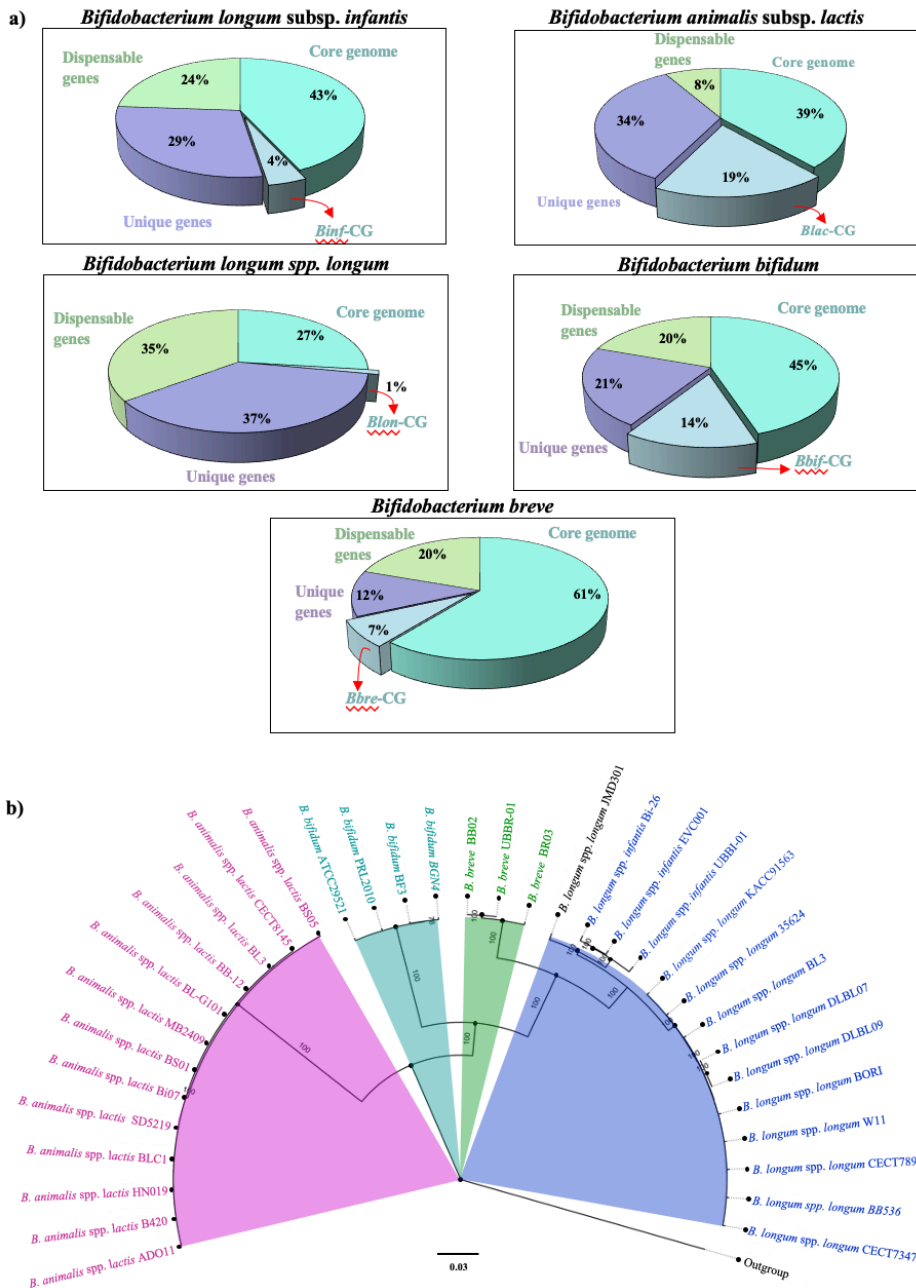 a)
Bifidobacterium longum subsp. infantis
Dispensable
genes
Core genome
24%
43%
29%
4%
Unique genes
Binf-CG
Bifidobacterium animalis subsp. lactis
Dispensable
genes
Core genome
8%
39%
34%
19%
Unique genes
Blac-CG
Bifidobacterium longum spp. longum
Dispensable
genes
Core genome
27%
35%
1%
37%
Blon-CG
Unique genes
Bifidobacterium bifidum
Dispensable
genes
Core genome
20%
45%
21%
14%
Unique genes
Bbif-CG
Bifidobacterium breve
Dispensable
genes
Core genome
20%
Unique
genes
12%
61%
7%
Bbre-CG
b)
B. animalis spp. lactis ADO11
B. animalis spp. lactis B420
B. animalis spp. lactis HN019
B. animalis spp. lactis BLC1
B. animalis spp. lactis SD5219
B. animalis spp. lactis Bi07
B. animalis spp. lactis BS01
B. animalis spp. lactis MB2409
B. animalis spp. lactis BL-G101
B. animalis spp. lactis BB-12
B. animalis spp. lactis BL3
B. animalis spp. lactis CECT8145
B. animalis spp. lactis BS05
B. bifidum ATCC29521
B. bifidum PRL2010
B. bifidum BF3
B. bifidum BGN4
B. breve BB02
B. breve UBBR-01
B. breve BR03
B. longum spp. longum JMD301
B. longum spp. infantis Bi-26
B. longum spp. infantis EVC001
B. longum spp. infantis UBBI-01
B. longum spp. longum KACC91563
B. longum spp. longum 35624
B. longum spp. longum BL3
B. longum spp. longum DLBL07
B. longum spp. longum DLBL09
B. longum spp. longum BORI
B. longum spp. longum W11
B. longum spp. longum CECT789
B. longum spp. longum BB536
B. longum spp. longum CECT7347
Outgroup
100
100
100
100
100
100
100
100
100
0.03